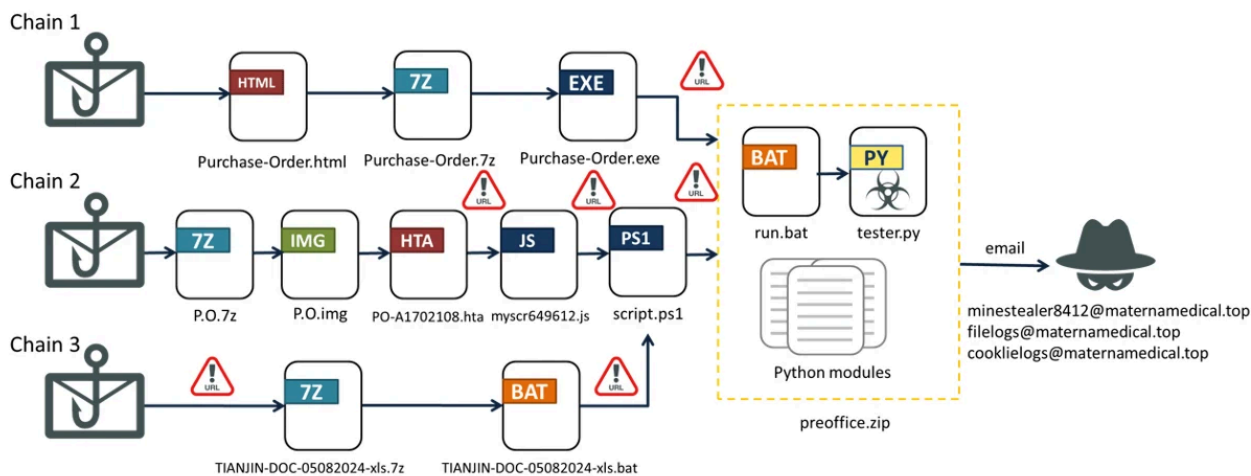 Chain 1
HTML
7Z
EXE
URL
Purchase-Order.html
Purchase-Order.7z
Purchase-Order.exe
Chain 2
URL
URL
URL
7Z
IMG
HTA
JS
PS1
P.O.7z
P.O.img
PO-A1702108.hta
myscr649612.js
script.ps1
Chain 3
URL
7Z
BAT
URL
TIANJIN-DOC-05082024-xls.7z
TIANJIN-DOC-05082024-xls.bat
BAT
PY
run.bat
tester.py
Python modules
preoffice.zip
email
minestealer8412@maternamedical.top
filelogs@maternamedical.top
cooklielogs@maternamedical.top